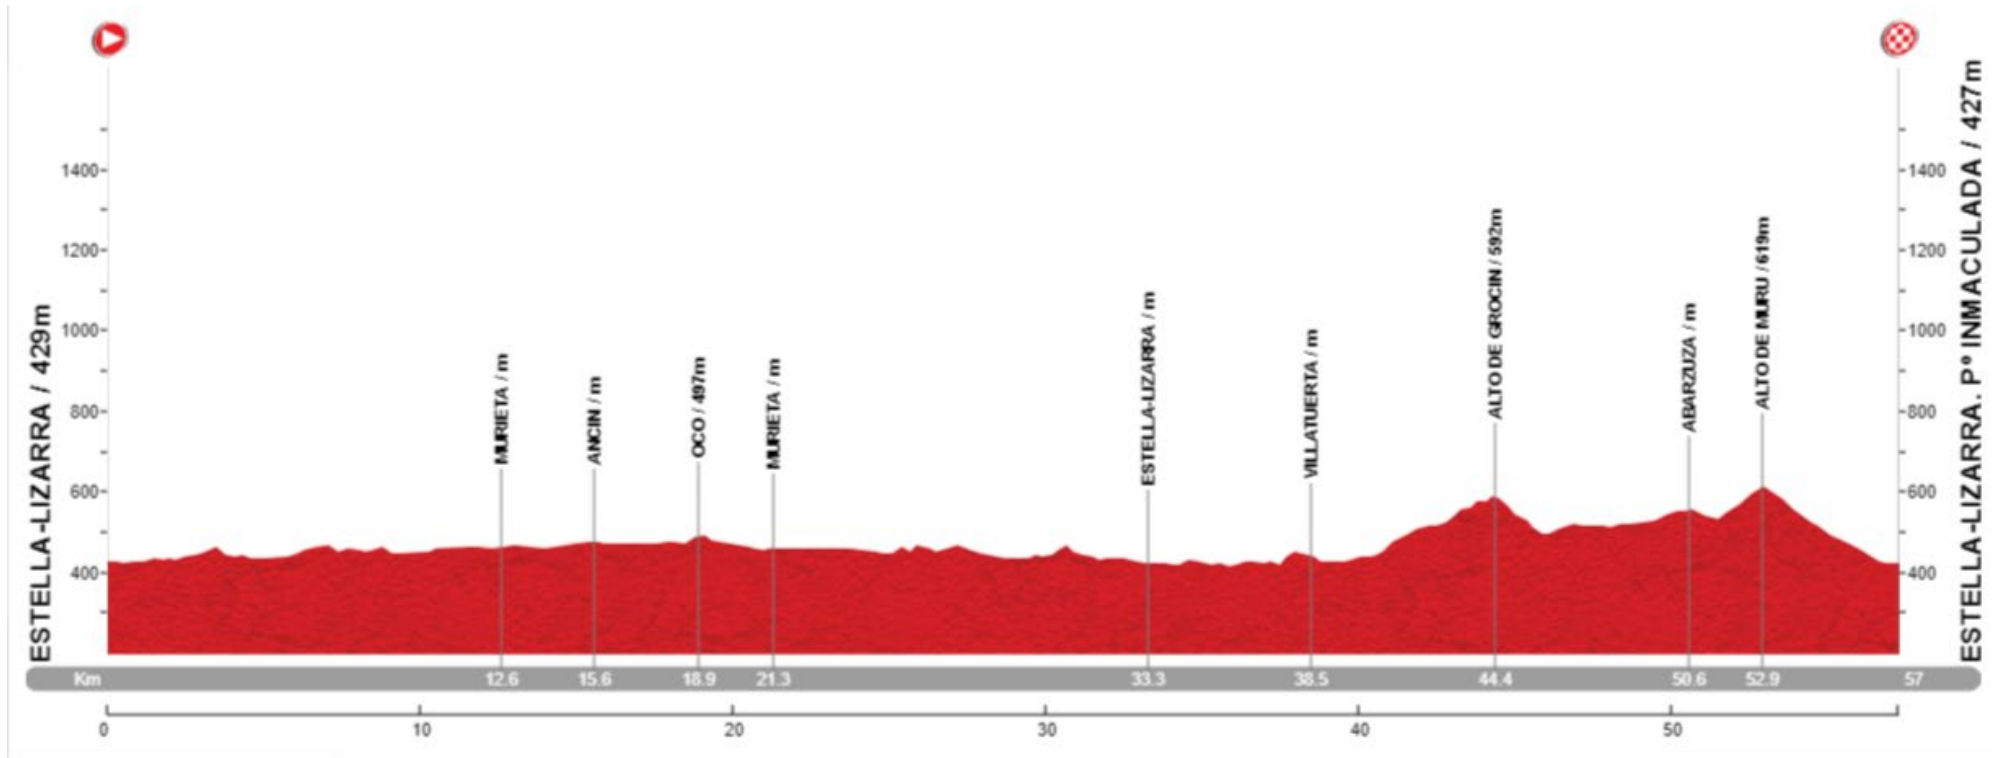 ESTELLA-LIZARRA / 429m
1400
1200
1000
800
600
400
MURIETA / m
ANCIN / m
OCO / 497m
MURIETA / m
ESTELLA-LIZARRA / m
VILLATUERTA / m
ALTO DE GROCIN / 592m
ABARZUZA / m
ALTO DE MURU / 619m
1400
1200
1000
800
600
400
ESTELLA-LIZARRA. Pº INMACULADA / 427m
Km 12.6 15.6 18.9 21.3 33.3 38.5 44.4 50.6 52.9 57
0 10 20 30 40 50